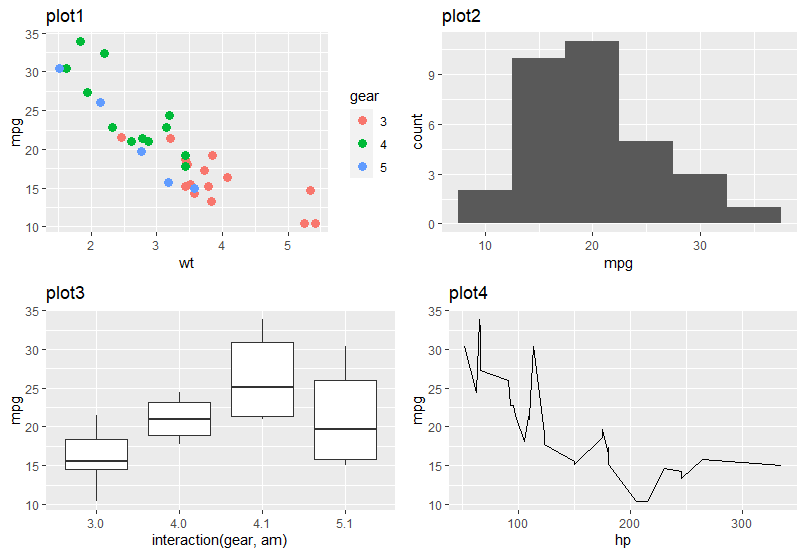 plot1
mpg
35
30
25
20
15
10
2 3 4 5
wt
gear
3
4
5
plot2
count
9
6
3
0
10 20 30
mpg
plot3
mpg
35
30
25
20
15
10
3.0 4.0 4.1 5.1
interaction(gear, am)
plot4
mpg
35
30
25
20
15
10
100 200 300
hp